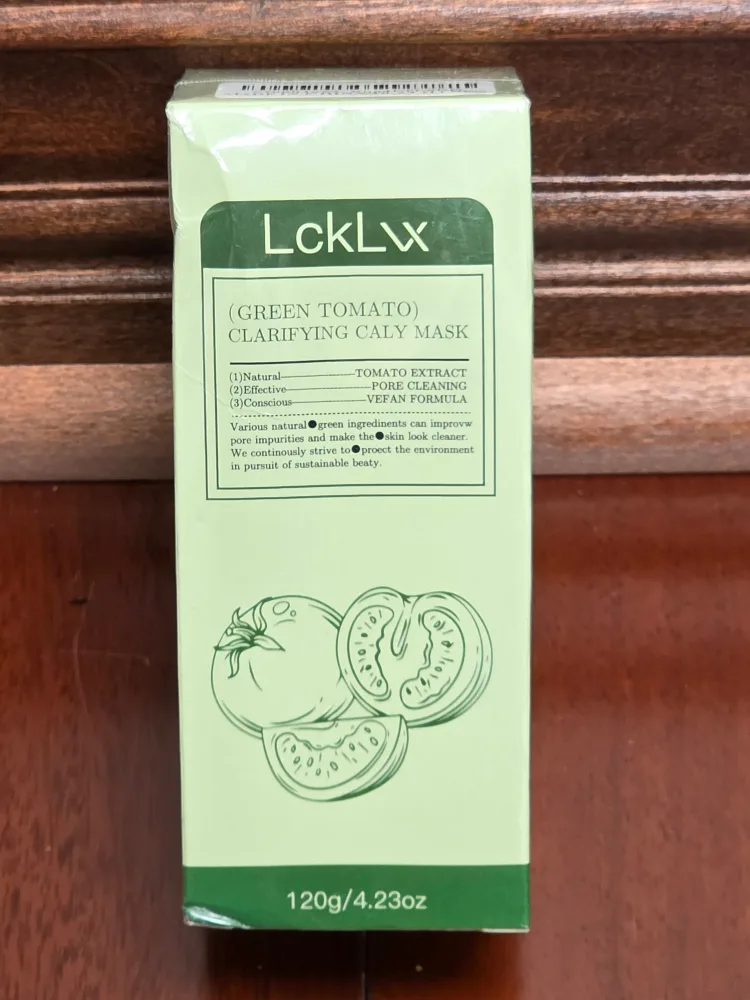 LckLvx
(GREEN TOMATO)
CLARIFYING CALY MASK
(1)Natural—TOMATO EXTRACT
(2)Effective—PORE CLEANING
(3)Conscious—VEFAN FORMULA
Various natural●green ingredinents can improvw
pore impurities and make the●skin look cleaner.
We continously strive to●proect the environment
in pursuit of sustainable beaty.
120g/4.23oz